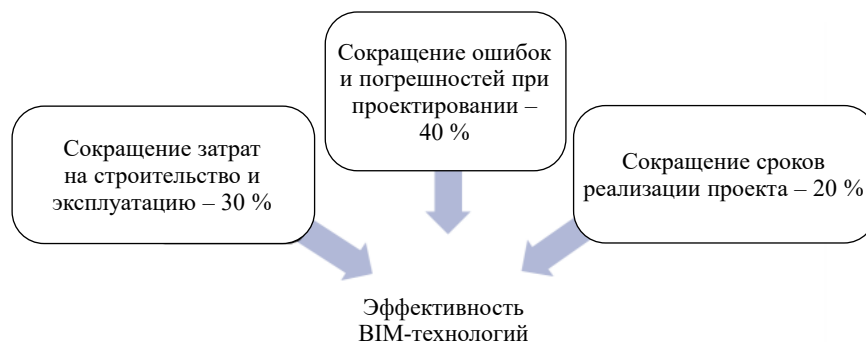 Сокращение ошибок
и погрешностей при
проектировании –
40 %
Сокращение затрат
на строительство и
эксплуатацию – 30 %
Сокращение сроков
реализации проекта – 20 %
Эффективность
BIM-технологий